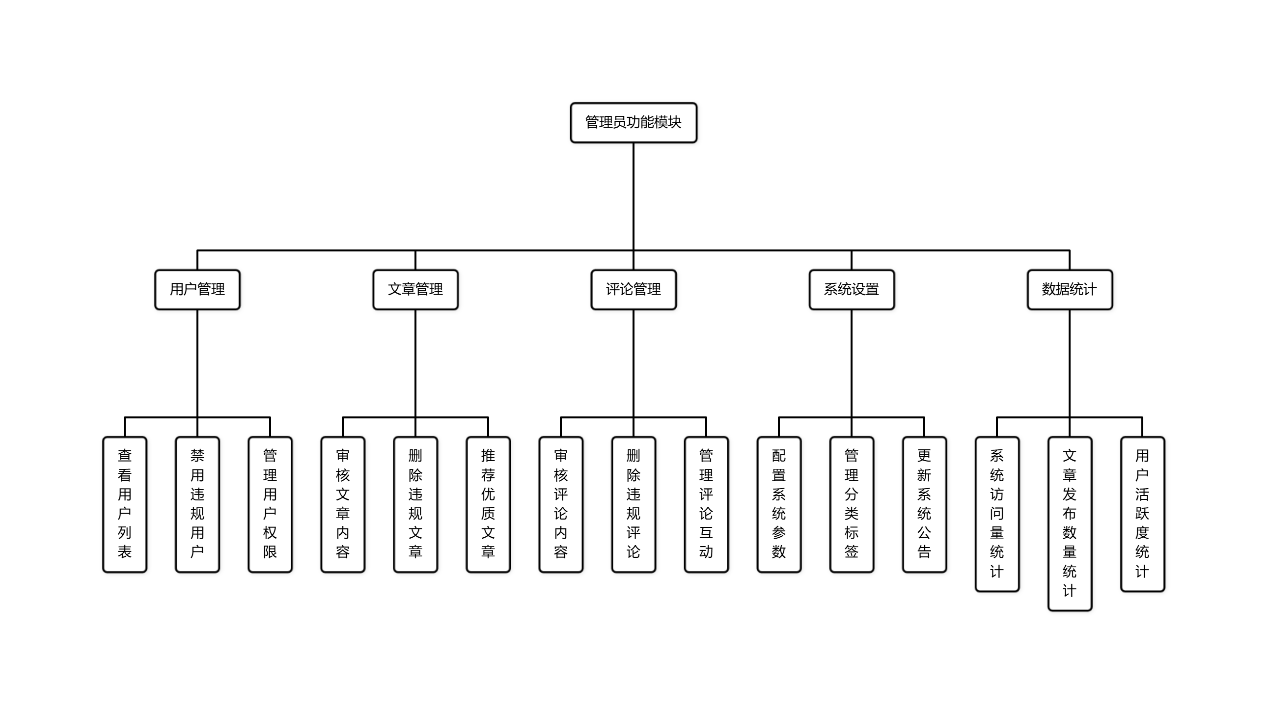 管理员功能模块
用户管理
文章管理
评论管理
系统设置
数据统计
查看用户列表
禁用违规用户
管理用户权限
审核文章内容
删除违规文章
推荐优质文章
审核评论内容
删除违规评论
管理评论互动
配置系统参数
管理分类标签
更新系统公告
系统访问量统计
文章发布数量统计
用户活跃度统计